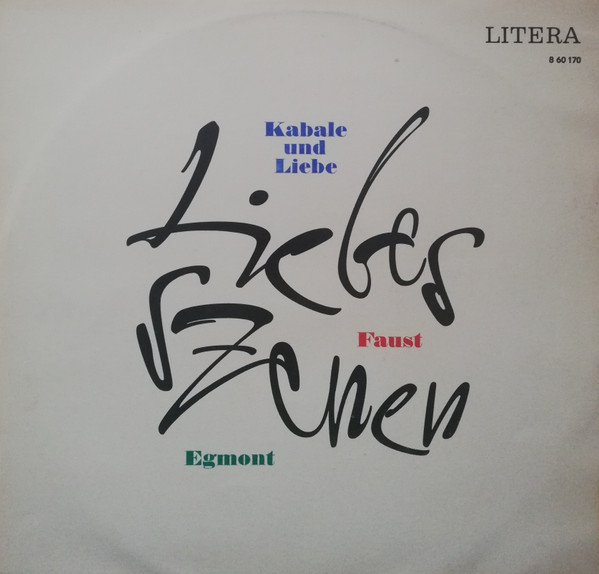 LITERA
8 60 170
Kabale
und
Liebe
Liebes
Faust
Szenen
Egmont